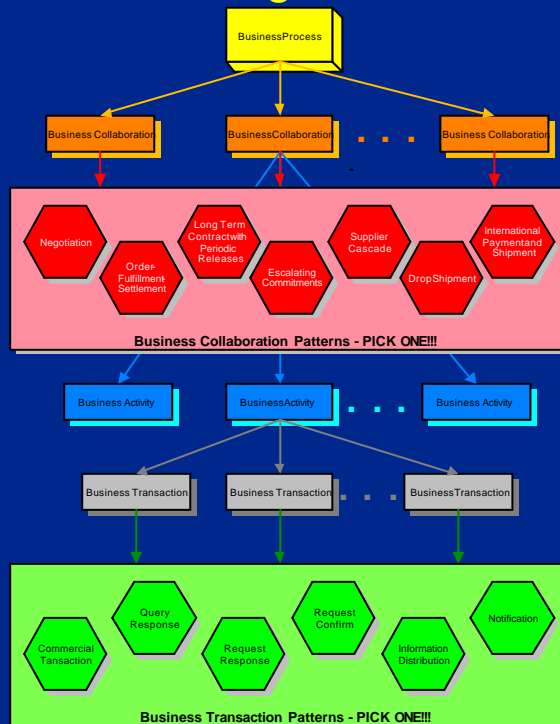 BusinessProcess
Business Collaboration
BusinessCollaboration
Business Collaboration
Negotiation
Order-
Fulfillment-
Settlement
Long Term
Contractwith
Periodic
Releases
Escalating
Commitments
Supplier
Cascade
DropShipment
International
Paymentand
Shipment
Business Collaboration Patterns - PICK ONE!!!
Business Activity
BusinessActivity
Business Activity
Business Transaction
Business Transaction
BusinessTransaction
Commercial
Tansaction
Query
Response
Request
Response
Request
Confirm
Information
Distribution
Notification
Business Transaction Patterns - PICK ONE!!!